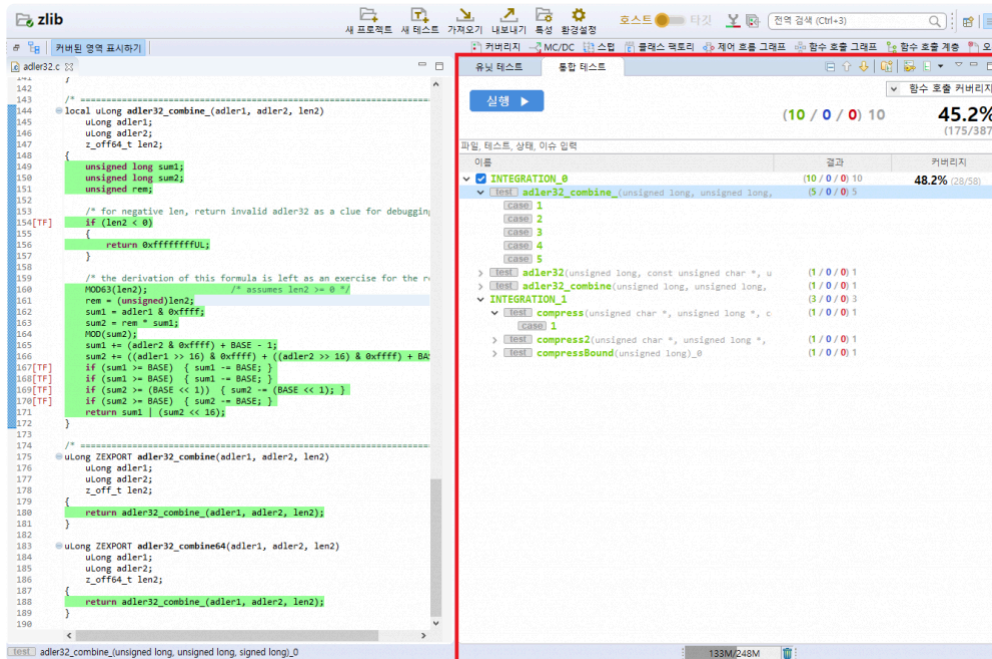 zlib
새 프로젝트 새 테스트 가져오기 내보내기 특성 환경설정
호스트 타깃
전역 검색 (Ctrl+3)
커버된 영역 표시하기
커버리지 MC/DC 스텁 클래스 팩토리 제어 흐름 그래프 함수 호출 그래프 함수 호출 계층 오
adler32.c
141 }
142
143 /* ========================================
144 local uLong adler32_combine_(adler1, adler2, len2)
145 uLong adler1;
146 uLong adler2;
147 z_off64_t len2;
148 {
149 unsigned long sum1;
150 unsigned long sum2;
151 unsigned rem;
152
153 /* for negative len, return invalid adler32 as a clue for debugging
154[TF] if (len2 < 0)
155 {
156 return 0xffffffffUL;
157 }
158
159 /* the derivation of this formula is left as an exercise for the re
160 MOD63(len2); /* assumes len2 >= 0 */
161 rem = (unsigned)len2;
162 sum1 = adler1 & 0xffff;
163 sum2 = rem * sum1;
164 MOD(sum2);
165 sum1 += (adler2 & 0xffff) + BASE - 1;
166 sum2 += ((adler1 >> 16) & 0xffff) + ((adler2 >> 16) & 0xffff) + BAS
167[TF] if (sum1 >= BASE) { sum1 -= BASE; }
168[TF] if (sum1 >= BASE) { sum1 -= BASE; }
169[TF] if (sum2 >= (BASE << 1)) { sum2 -= (BASE << 1); }
170[TF] if (sum2 >= BASE) { sum2 -= BASE; }
171 return sum1 | (sum2 << 16);
172 }
173
174 /* ========================================
175 uLong ZEXPORT adler32_combine(adler1, adler2, len2)
176 uLong adler1;
177 uLong adler2;
178 z_off_t len2;
179 {
180 return adler32_combine_(adler1, adler2, len2);
181 }
182
183 uLong ZEXPORT adler32_combine64(adler1, adler2, len2)
184 uLong adler1;
185 uLong adler2;
186 z_off64_t len2;
187 {
188 return adler32_combine_(adler1, adler2, len2);
189 }
190
유닛 테스트 통합 테스트
실행
함수 호출 커버리지
(10 / 0 / 0) 10
45.2%
(175/387
파일, 테스트, 상태, 이슈 입력
이름 결과 커버리지
INTEGRATION_0 (10 / 0 / 0) 10 48.2% (28/58)
test adler32_combine_(unsigned long, unsigned long, (5 / 0 / 0) 5
case 1
case 2
case 3
case 4
case 5
test adler32(unsigned long, const unsigned char *, u (1 / 0 / 0) 1
test adler32_combine(unsigned long, unsigned long, (1 / 0 / 0) 1
INTEGRATION_1 (3 / 0 / 0) 3
test compress(unsigned char *, unsigned long *, c (1 / 0 / 0) 1
case 1
test compress2(unsigned char *, unsigned long *, (1 / 0 / 0) 1
test compressBound(unsigned long)_0 (1 / 0 / 0) 1
test adler32_combine_(unsigned long, unsigned long, signed long)_0
133M/248M